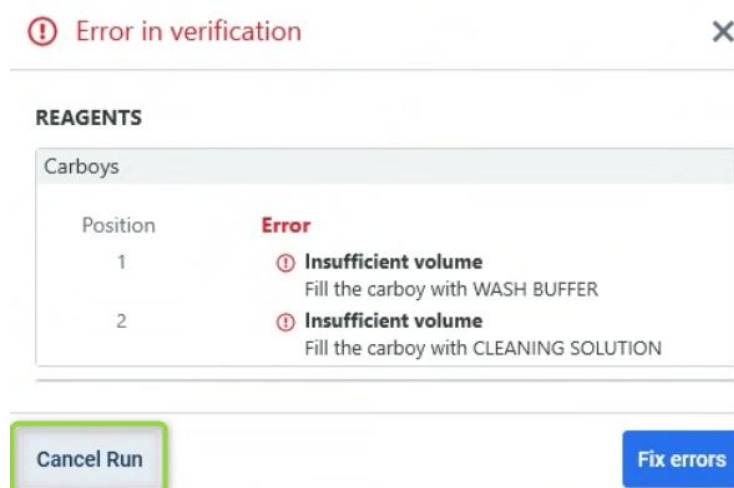 Error in verification
REAGENTS
Carboys
Position Error
1 Insufficient volume
Fill the carboy with WASH BUFFER
2 Insufficient volume
Fill the carboy with CLEANING SOLUTION
Cancel Run Fix errors